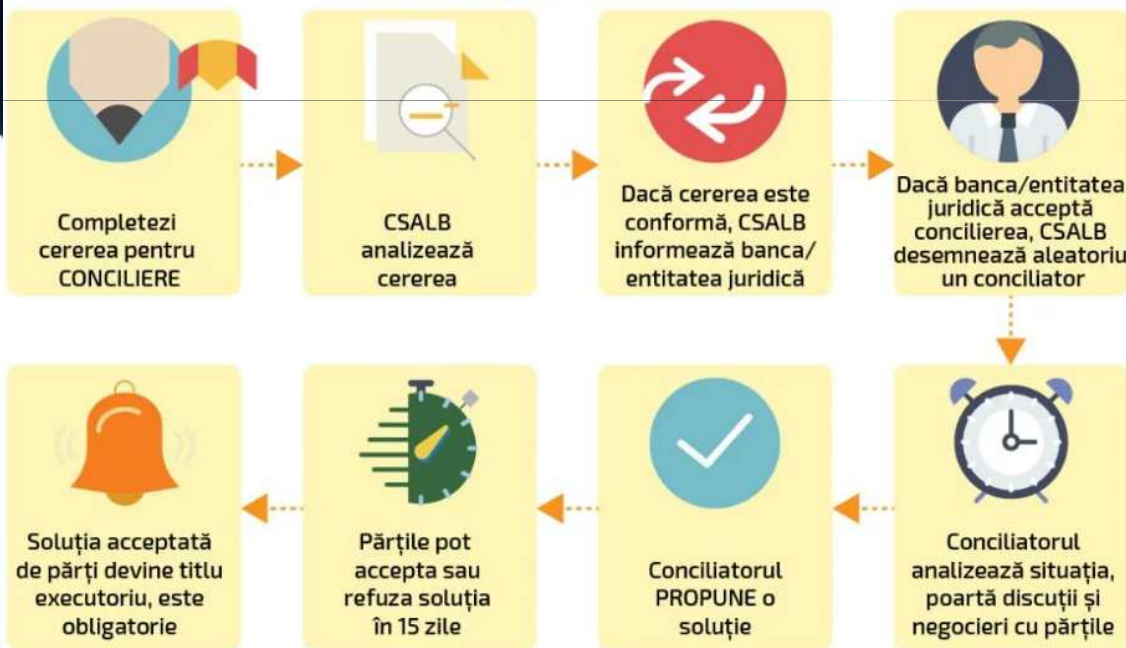 Completezi
cererea pentru
CONCILIERE
CSALB
analizează
cererea
Dacă cererea este
conformă, CSALB
informează banca/
entitatea juridică
Dacă banca/entitatea
juridică acceptă
concilierea, CSALB
desemnează aleatoriu
un conciliator
Conciliatorul
analizează situația,
poartă discuții și
negocieri cu părțile
Conciliatorul
PROPUNE o
soluție
Părțile pot
accepta sau
refuza soluția
în 15 zile
Soluția acceptată
de părți devine titlu
executoriu, este
obligatorie